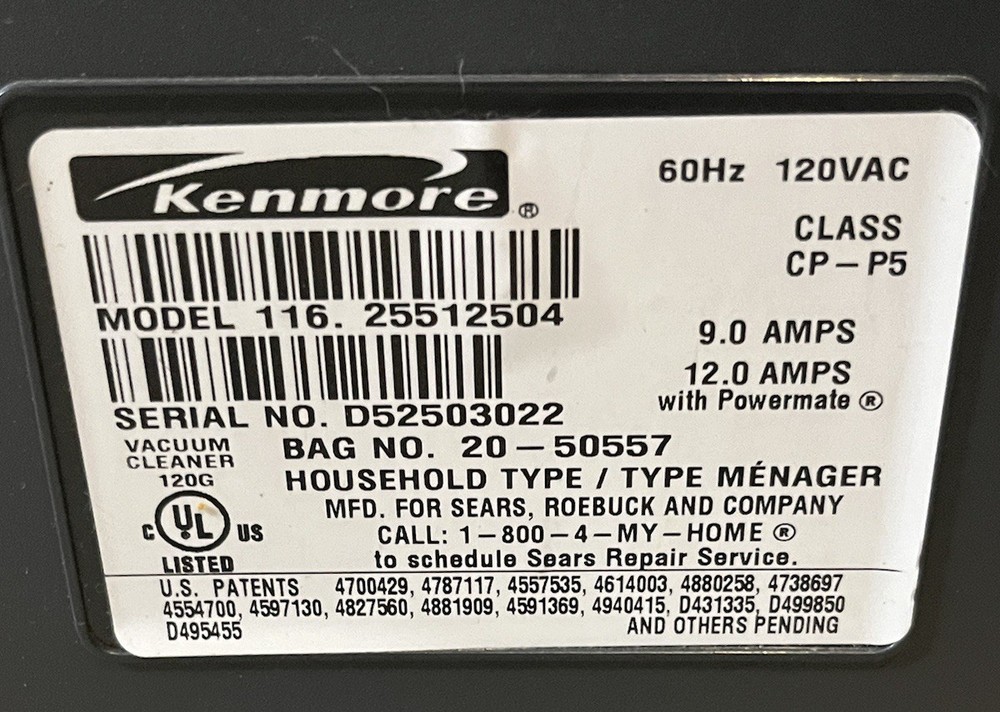 Kenmore ®
60Hz 120VAC
CLASS
CP–P5
MODEL 116. 25512504
9.0 AMPS
12.0 AMPS
with Powermate ®
SERIAL NO. D52503022
VACUUM
CLEANER
120G
BAG NO. 20–50557
HOUSEHOLD TYPE / TYPE MÉNAGER
MFD. FOR SEARS, ROEBUCK AND COMPANY
CALL: 1–800–4–MY–HOME ®
to schedule Sears Repair Service.
C UL US
LISTED
U.S. PATENTS 4700429, 4787117, 4557535, 4614003, 4880258, 4738697
4554700, 4597130, 4827560, 4881909, 4591369, 4940415, D431335, D499850
D495455 AND OTHERS PENDING